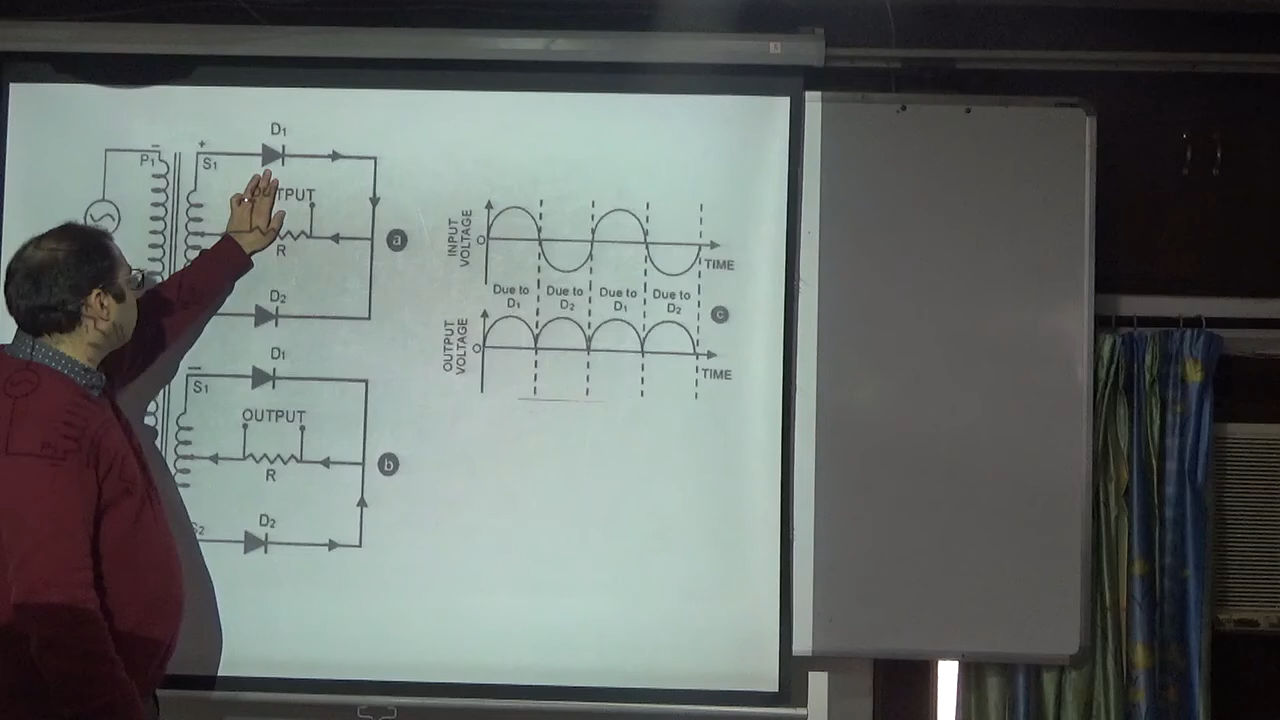 D1
P1
−
+
S1
OUTPUT
R
a
D2
D1
−
S1
OUTPUT
R
b
S2
D2
INPUT
VOLTAGE
O
TIME
Due to
D1
Due to
D2
Due to
D1
Due to
D2
c
OUTPUT
VOLTAGE
O
TIME